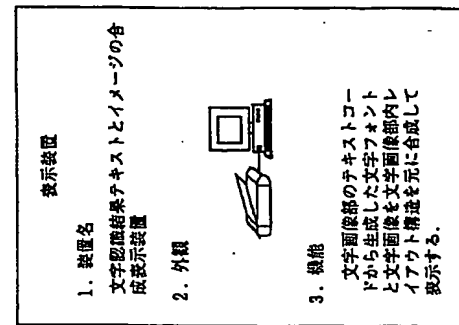 表示装置
1. 装置名
文字認識結果テキストとイメージの合
成表示装置
2. 外観
3. 機能
文字画像部のテキストコー
ドから生成した文字フォント
と文字画像を文字画像部内レ
イアウト構造を元に合成して
表示する.